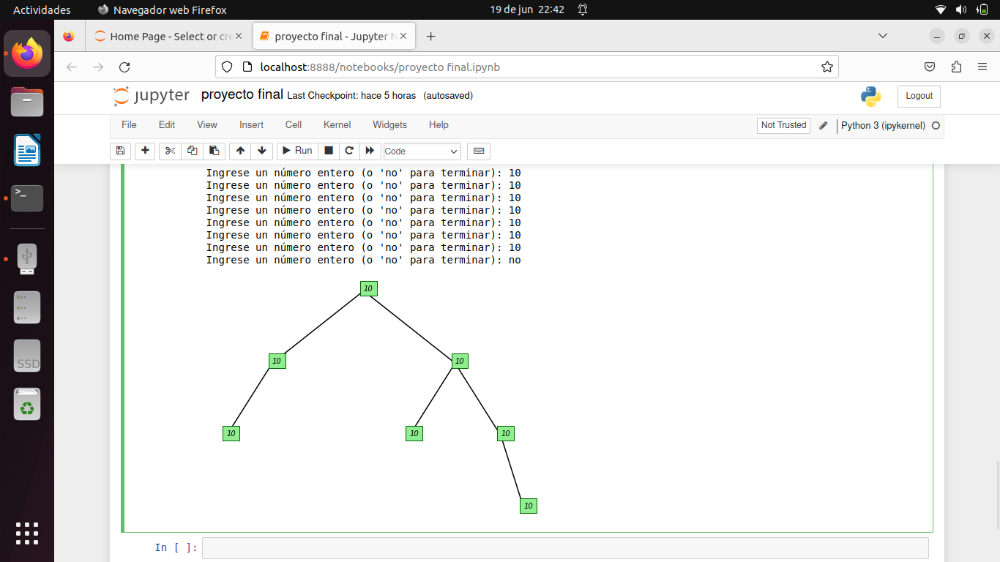 Actividades Navegador web Firefox 19 de jun 22:42
Home Page - Select or cre proyecto final - Jupyter N
localhost:8888/notebooks/proyecto final.ipynb
jupyter proyecto final Last Checkpoint: hace 5 horas (autosaved) Logout
File Edit View Insert Cell Kernel Widgets Help Not Trusted Python 3 (ipykernel)
Run Code
Ingrese un número entero (o 'no' para terminar): 10
Ingrese un número entero (o 'no' para terminar): 10
Ingrese un número entero (o 'no' para terminar): 10
Ingrese un número entero (o 'no' para terminar): 10
Ingrese un número entero (o 'no' para terminar): 10
Ingrese un número entero (o 'no' para terminar): 10
Ingrese un número entero (o 'no' para terminar): 10
Ingrese un número entero (o 'no' para terminar): no
10
10 10
10 10 10
10
SSD
In [ ]: